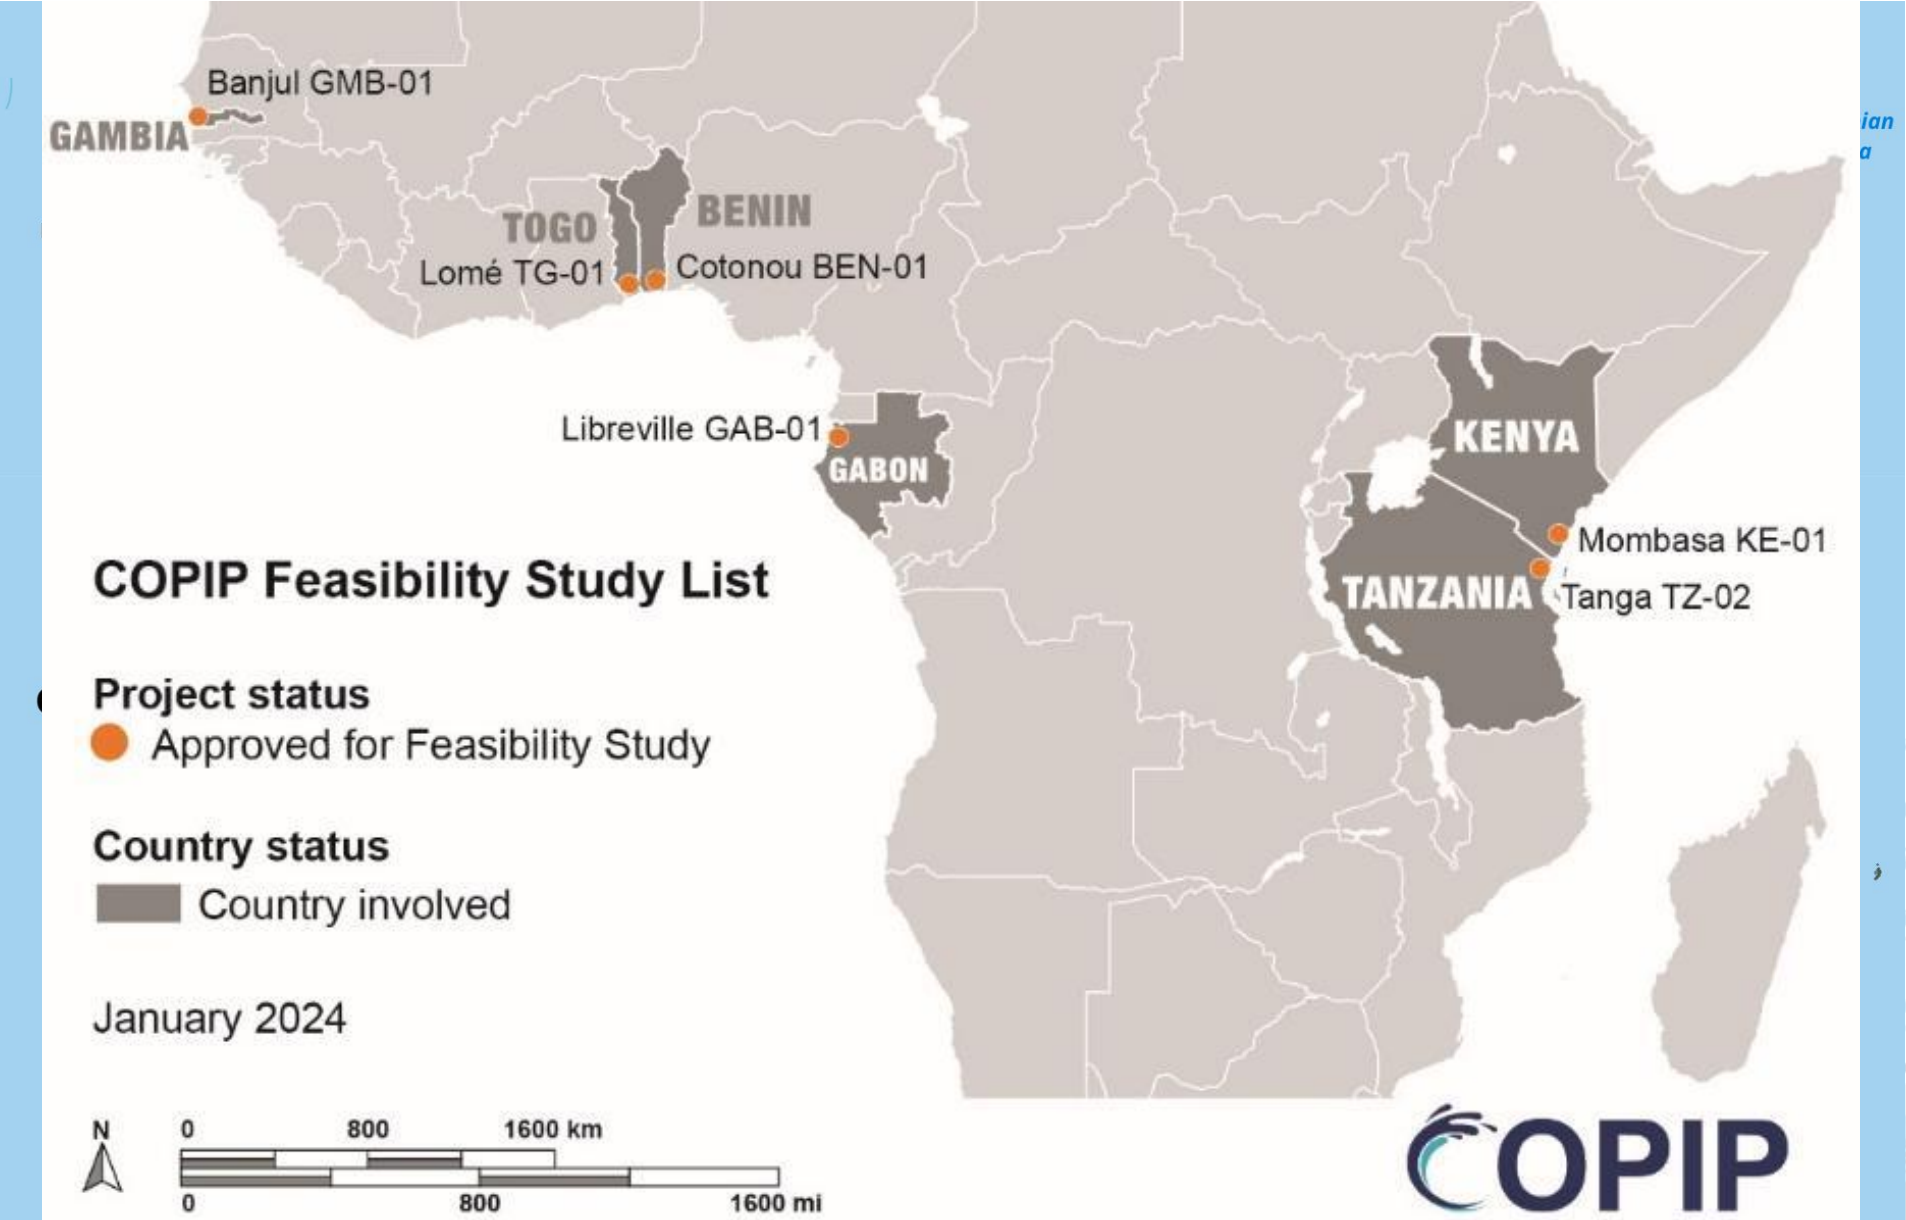 Banjul GMB-01
GAMBIA
ian
a
TOGO
BENIN
Lomé TG-01
Cotonou BEN-01
KENYA
Libreville GAB-01
GABON
Mombasa KE-01
TANZANIA
Tanga TZ-02
COPIP Feasibility Study List
Project status
Approved for Feasibility Study
Country status
Country involved
January 2024
N
0 800 1600 km
0 800 1600 mi
COPIP